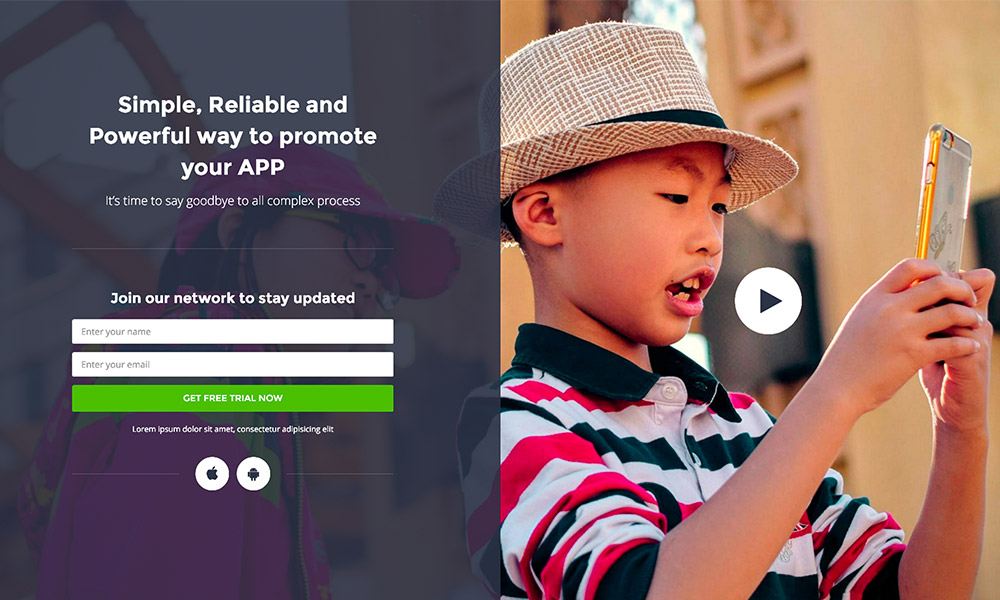 Simple, Reliable and
Powerful way to promote
your APP
It's time to say goodbye to all complex process
Join our network to stay updated
Enter your name
Enter your email
GET FREE TRIAL NOW
Lorem ipsum dolor sit amet, consectetur adipisicing elit